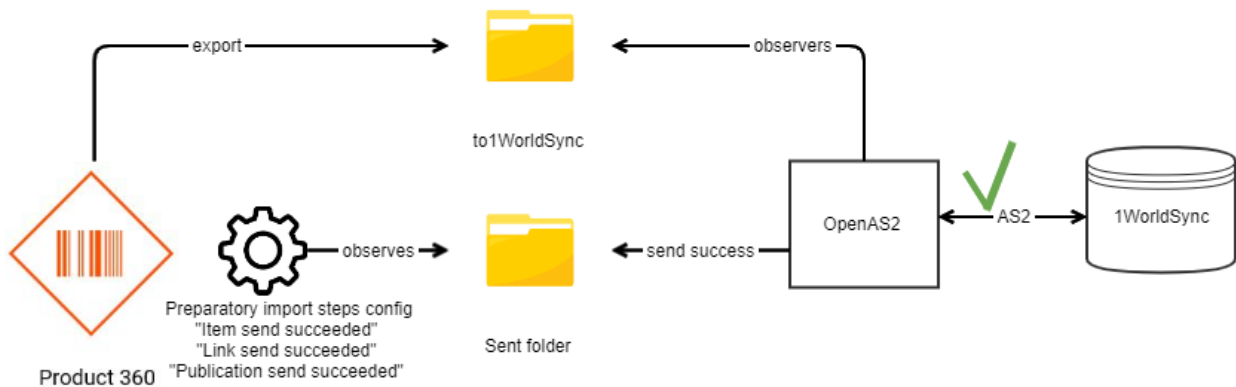 export
observers
to1WorldSync
OpenAS2
AS2
1WorldSync
observes
send success
Preparatory import steps config
"Item send succeeded"
"Link send succeeded"
"Publication send succeeded"
Sent folder
Product 360